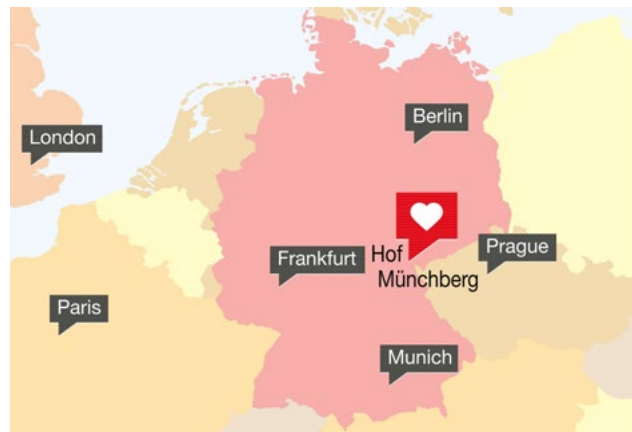 London
Berlin
Hof
Münchberg
Frankfurt
Prague
Paris
Munich